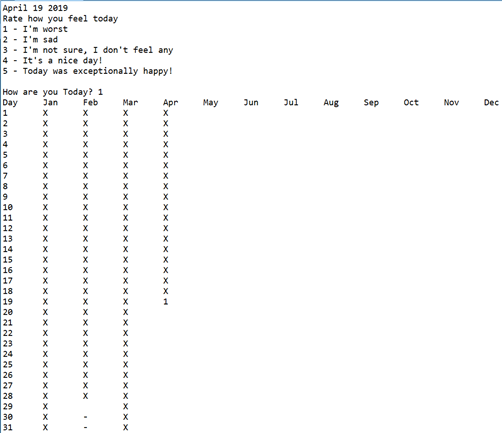 April 19 2019
Rate how you feel today
1 - I'm worst
2 - I'm sad
3 - I'm not sure, I don't feel any
4 - It's a nice day!
5 - Today was exceptionally happy!

How are you Today? 1
Day Jan Feb Mar Apr May Jun Jul Aug Sep Oct Nov Dec
1 X X X X
2 X X X X
3 X X X X
4 X X X X
5 X X X X
6 X X X X
7 X X X X
8 X X X X
9 X X X X
10 X X X X
11 X X X X
12 X X X X
13 X X X X
14 X X X X
15 X X X X
16 X X X X
17 X X X X
18 X X X X
19 X X X 1
20 X X X
21 X X X
22 X X X
23 X X X
24 X X X
25 X X X
26 X X X
27 X X X
28 X X X
29 X X
30 X - X
31 X - X